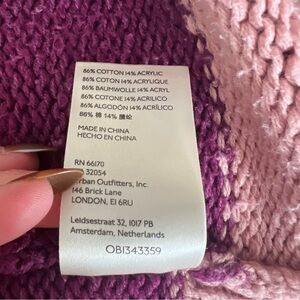 86% COTTON 14% ACRYLIC
86% COTON 14% ACRYLIQUE
86% BAUMWOLLE 14% ACRYL
86% COTONE 14% ACRILICO
86% ALGODÓN 14% ACRÍLICO
86% 棉 14% 腈纶
MADE IN CHINA
HECHO EN CHINA
RN 66170
32054
rban Outfitters, Inc.
146 Brick Lane
LONDON, E1 6RU
Leidsestraat 32, 1017 PB
Amsterdam, Netherlands
OB1343359